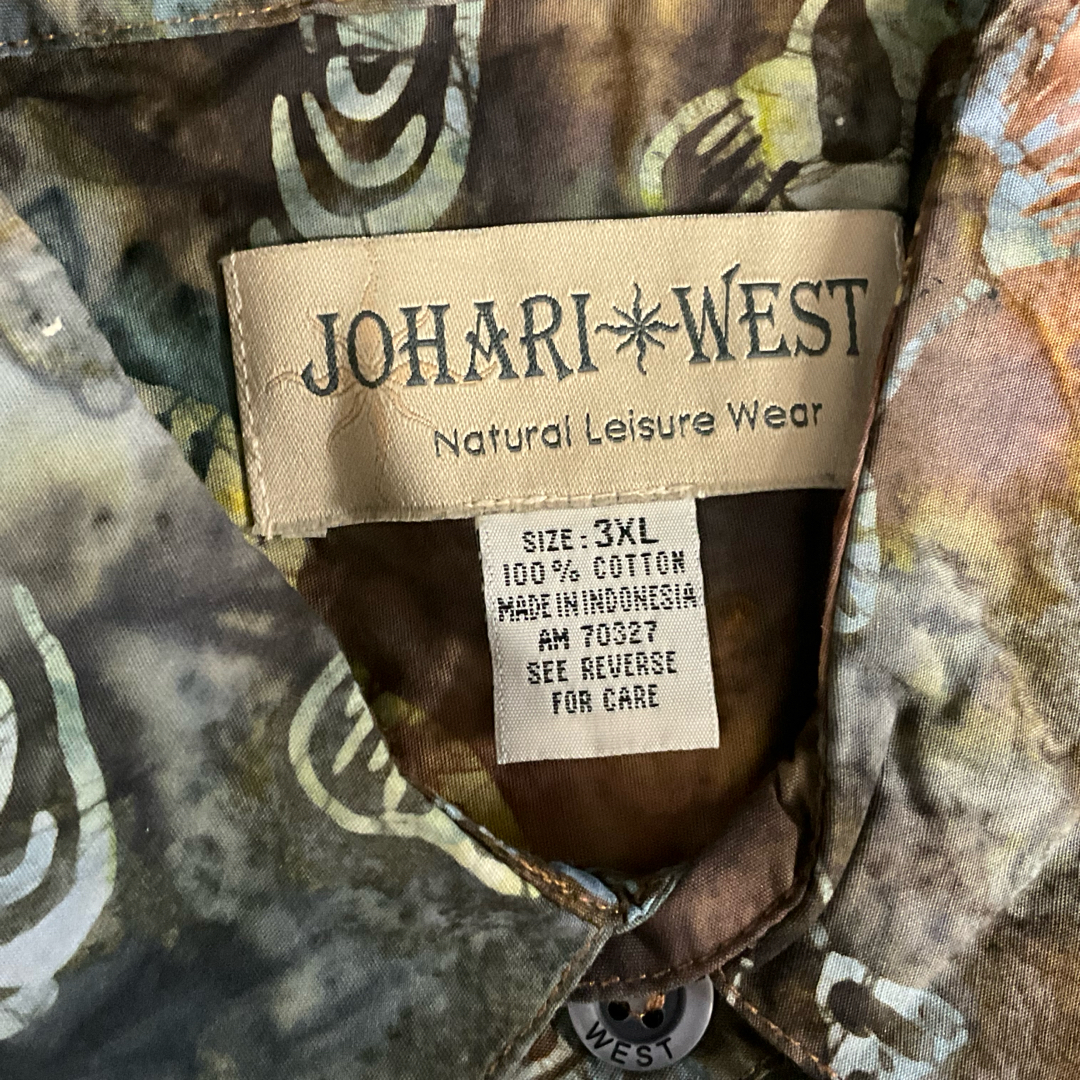 JOHARI WEST
Natural Leisure Wear
SIZE: 3XL
100% COTTON
MADE IN INDONESIA
AM 70327
SEE REVERSE
FOR CARE
WEST